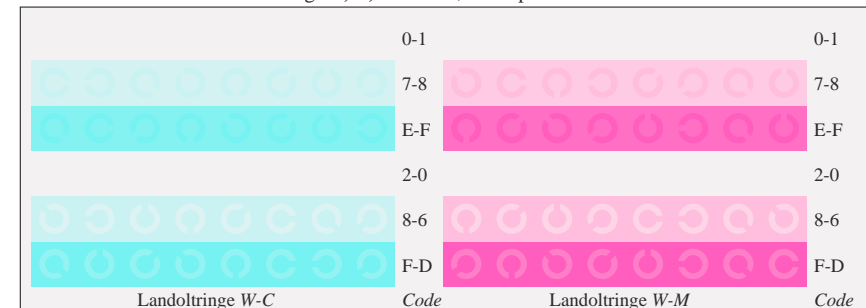 0-1 0-1
7-8 7-8
E-F E-F
2-0 2-0
8-6 8-6
F-D F-D
Landoltringe W-C Code Landoltringe W-M Code